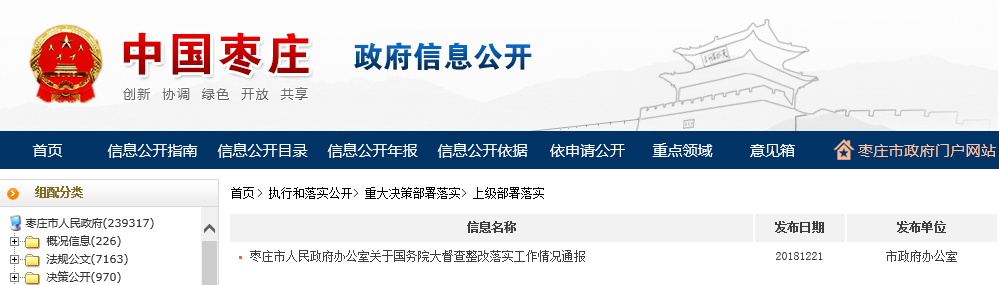 中国枣庄
创新 协调 绿色 开放 共享
政府信息公开
首页 信息公开指南 信息公开目录 信息公开年报 信息公开依据 依申请公开 重点领域 意见箱 枣庄市政府门户网站
组配分类
枣庄市人民政府(239317)
概况信息(226)
法规公文(7163)
决策公开(970)
首页> 执行和落实公开> 重大决策部署落实> 上级部署落实
信息名称 发布日期 发布单位
枣庄市人民政府办公室关于国务院大督查整改落实工作情况通报 20181221 市政府办公室